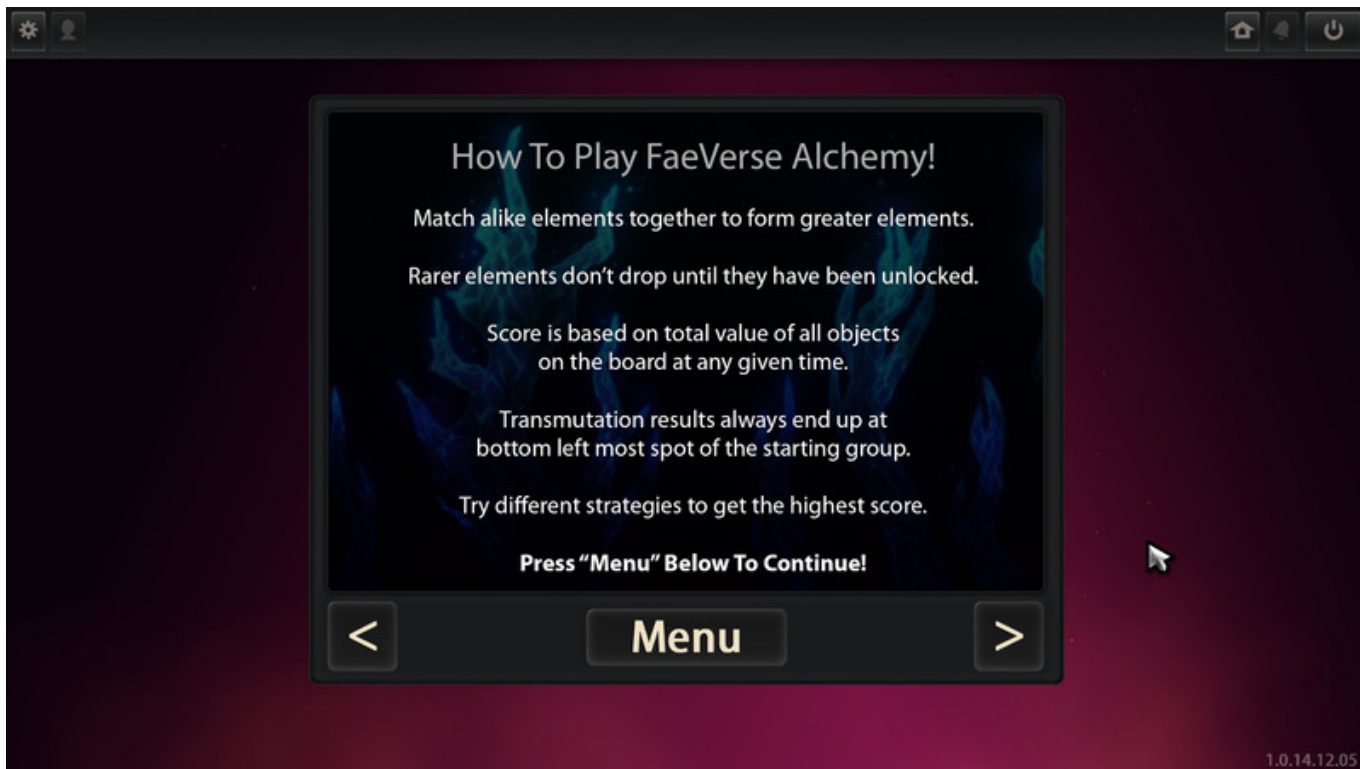 How To Play FaeVerse Alchemy!
Match alike elements together to form greater elements.
Rarer elements don’t drop until they have been unlocked.
Score is based on total value of all objects
on the board at any given time.
Transmutation results always end up at
bottom left most spot of the starting group.
Try different strategies to get the highest score.
Press “Menu” Below To Continue!
< Menu >
1.0.14.12.05